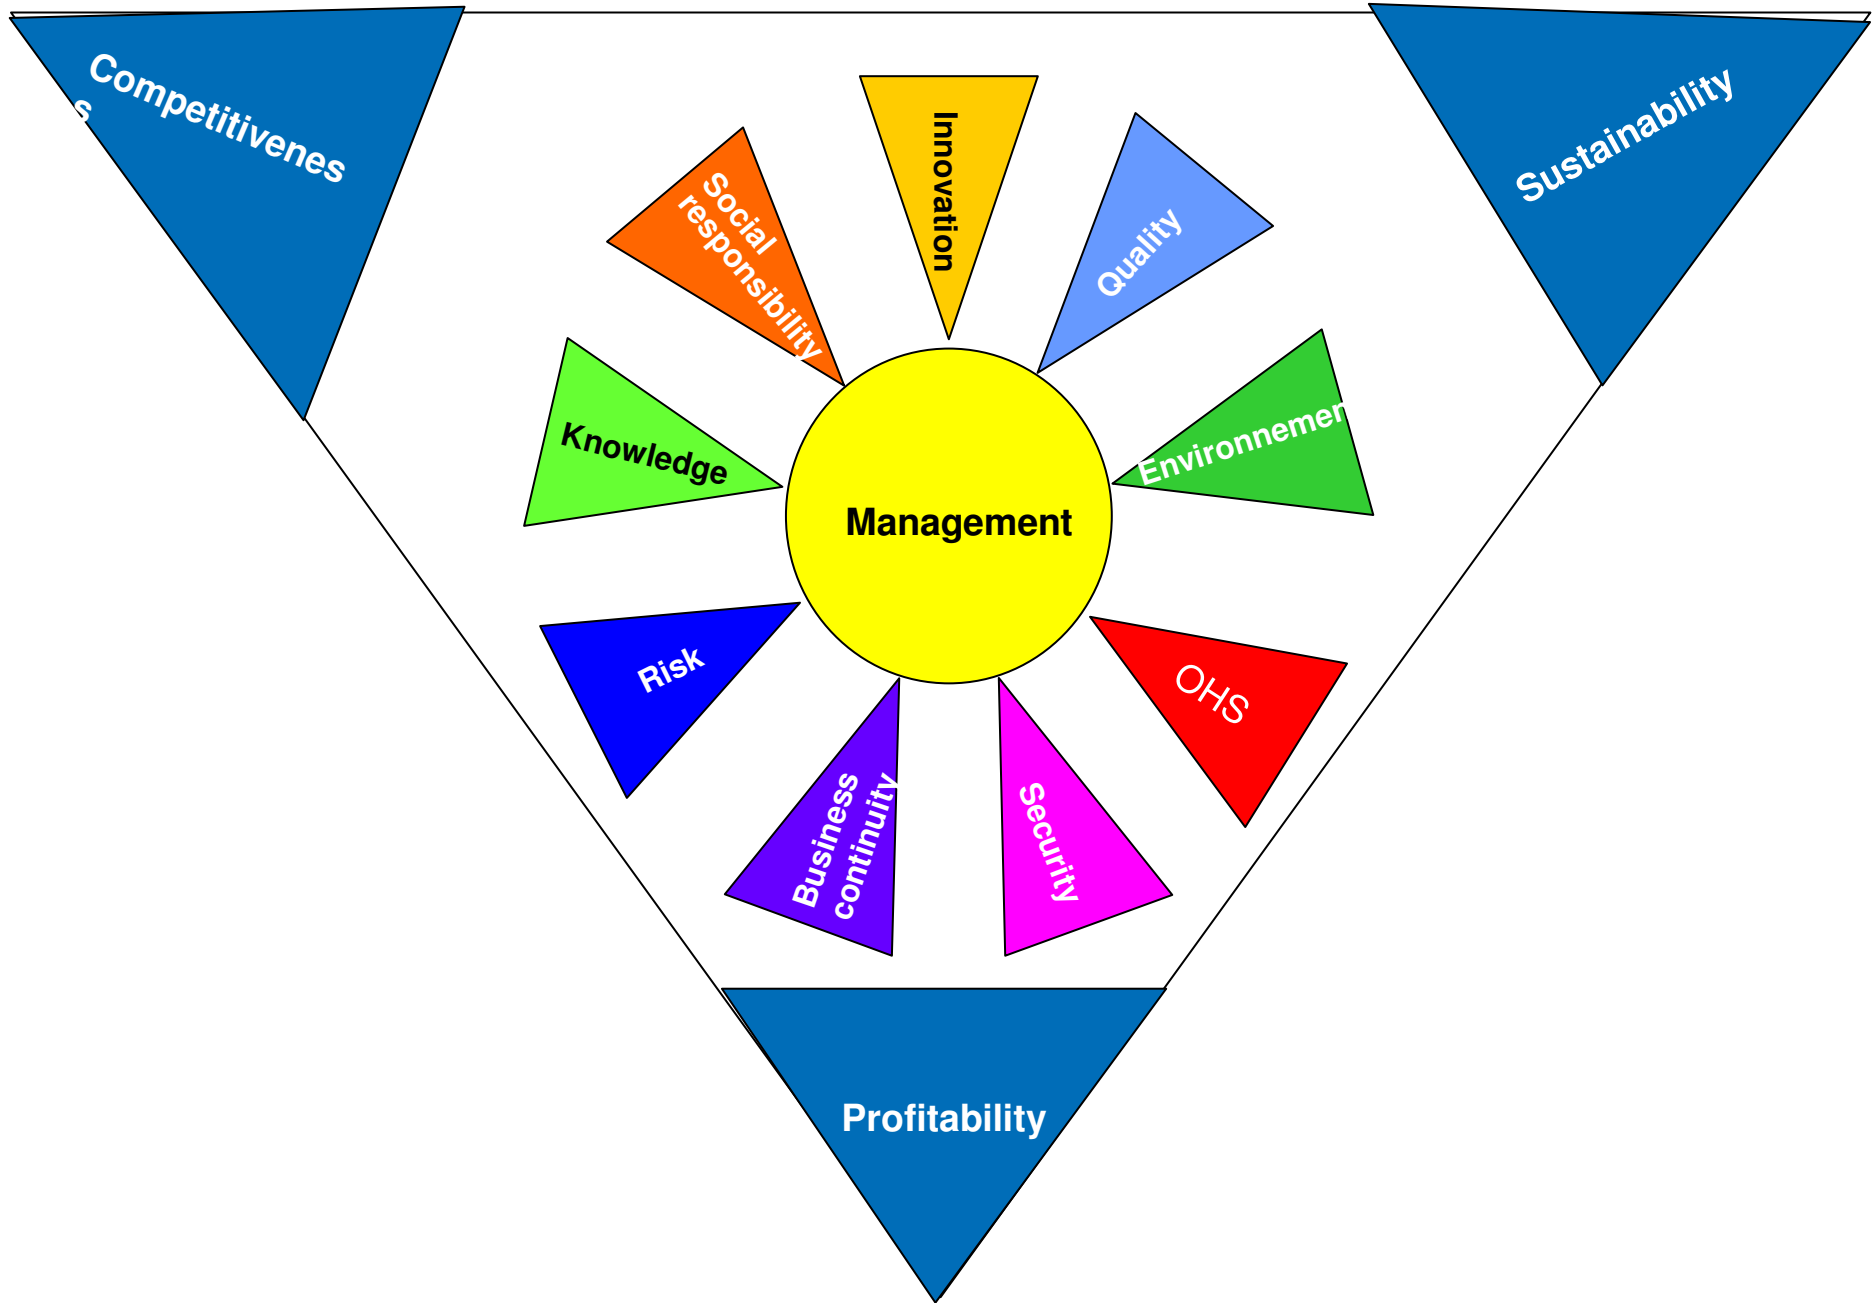 Competitivenes
s
Sustainability
Innovation
Social
responsibility
Quality
Knowledge
Environnemen
Management
Risk
OHS
Business
continuity
Security
Profitability